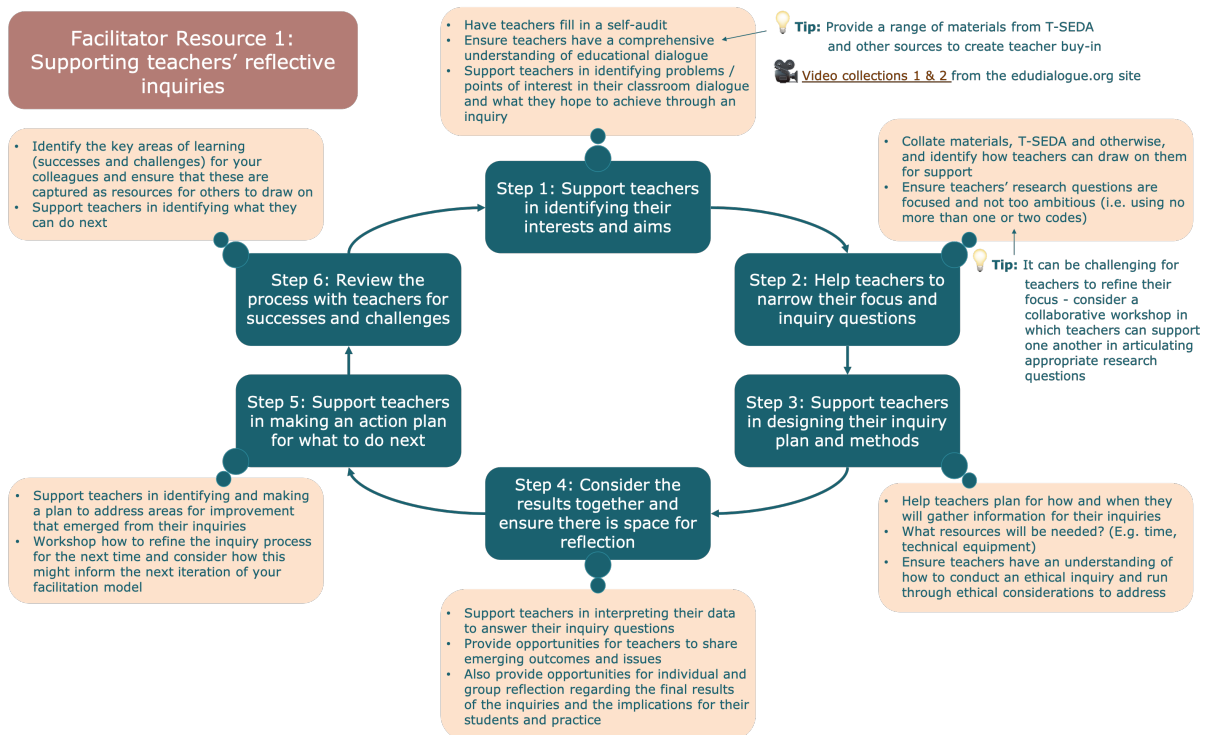 Facilitator Resource 1:
Supporting teachers' reflective
inquiries
• Have teachers fill in a self-audit
• Ensure teachers have a comprehensive
understanding of educational dialogue
• Support teachers in identifying problems /
points of interest in their classroom dialogue
and what they hope to achieve through an
inquiry
Tip: Provide a range of materials from T-SEDA
and other sources to create teacher buy-in
Video collections 1 & 2 from the edudialogue.org site
Step 1: Support teachers
in identifying their
interests and aims
• Collate materials, T-SEDA and otherwise,
and identify how teachers can draw on them
for support
• Ensure teachers' research questions are
focused and not too ambitious (i.e. using no
more than one or two codes)
Tip: It can be challenging for
teachers to refine their
focus - consider a
collaborative workshop in
which teachers can support
one another in articulating
appropriate research
questions
Step 2: Help teachers to
narrow their focus and
inquiry questions
Step 3: Support teachers
in designing their inquiry
plan and methods
• Help teachers plan for how and when they
will gather information for their inquiries
• What resources will be needed? (E.g. time,
technical equipment)
• Ensure teachers have an understanding of
how to conduct an ethical inquiry and run
through ethical considerations to address
Step 4: Consider the
results together and
ensure there is space for
reflection
• Support teachers in interpreting their data
to answer their inquiry questions
• Provide opportunities for teachers to share
emerging outcomes and issues
• Also provide opportunities for individual and
group reflection regarding the final results
of the inquiries and the implications for their
students and practice
Step 5: Support teachers
in making an action plan
for what to do next
• Support teachers in identifying and making
a plan to address areas for improvement
that emerged from their inquiries
• Workshop how to refine the inquiry process
for the next time and consider how this
might inform the next iteration of your
facilitation model
Step 6: Review the
process with teachers for
successes and challenges
• Identify the key areas of learning
(successes and challenges) for your
colleagues and ensure that these are
captured as resources for others to draw on
• Support teachers in identifying what they
can do next